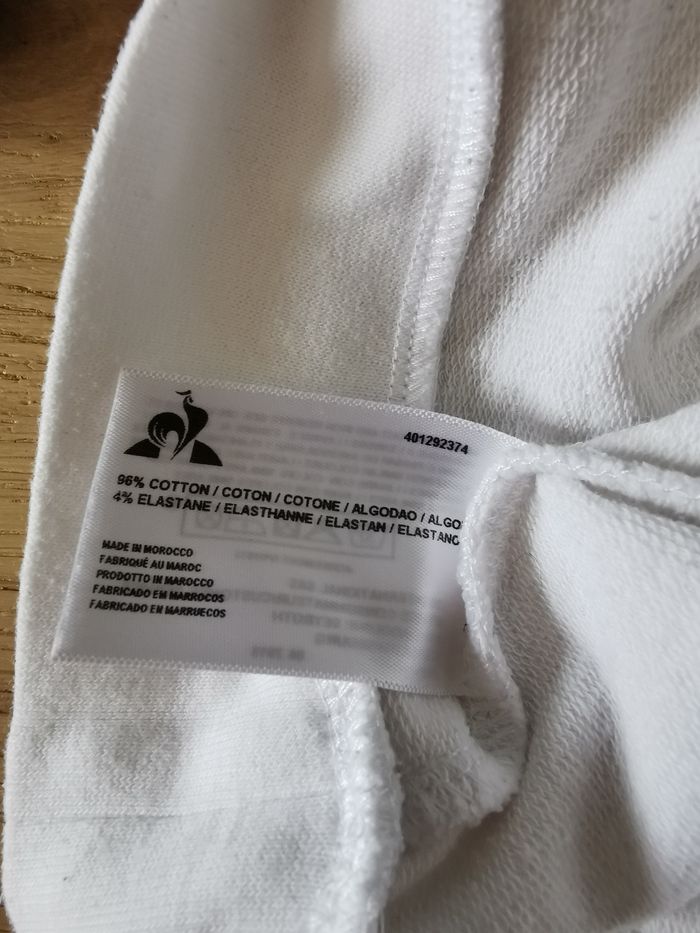 401292374
96% COTTON / COTON / COTONE / ALGODAO / ALGO
4% ELASTANE / ELASTHANNE / ELASTAN / ELASTANO
MADE IN MOROCCO
FABRIQUÉ AU MAROC
PRODOTTO IN MAROCCO
FABRICADO EM MARROCOS
FABRICADO EN MARRUECOS